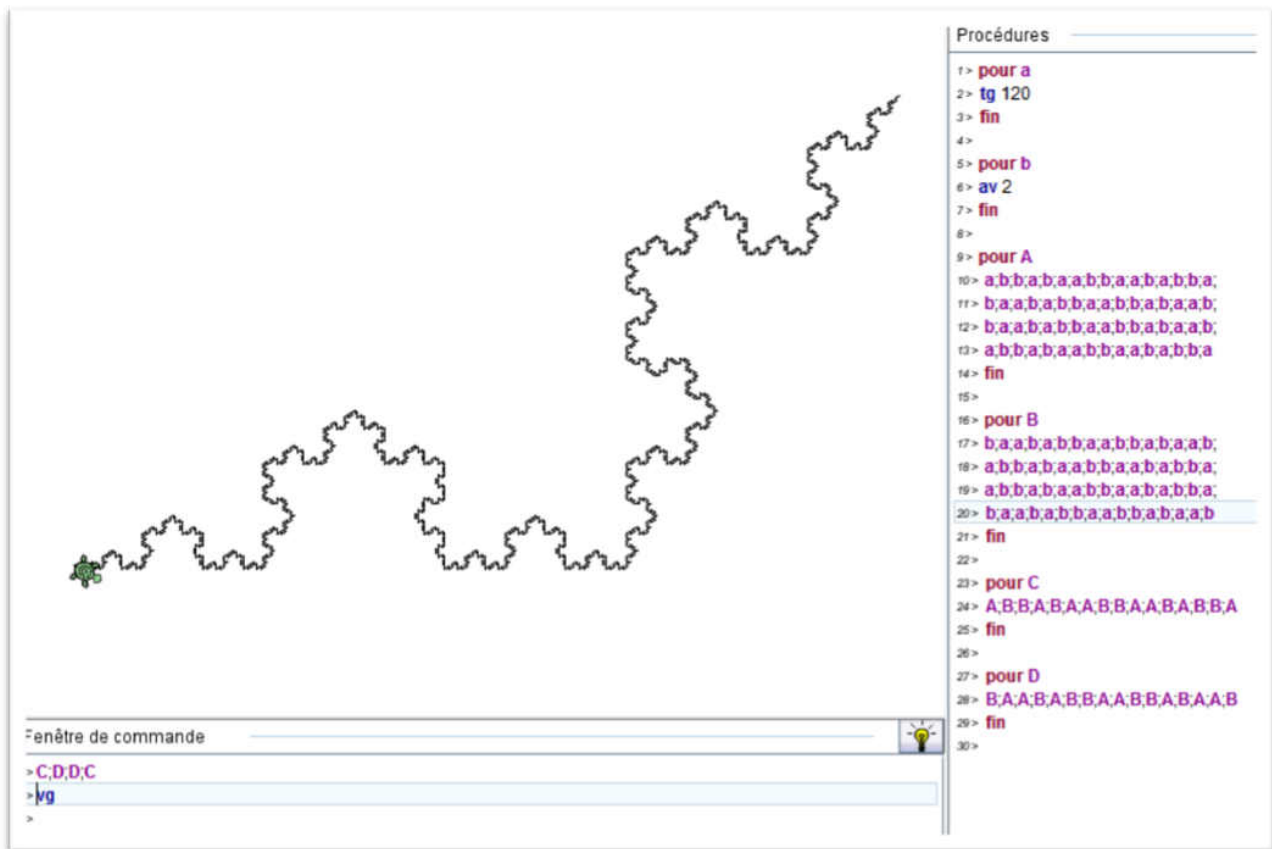 Procédures
1> pour a
2> tg 120
3> fin
4>
5> pour b
6> av 2
7> fin
8>
9> pour A
10> a;b;b;a;b;a;a;b;b;a;a;b;a;b;b;a;
11> b;a;a;b;a;b;b;a;a;b;b;a;b;a;a;b;
12> b;a;a;b;a;b;b;a;a;b;b;a;b;a;a;b;
13> a;b;b;a;b;a;a;b;b;a;a;b;a;b;b;a
14> fin
15>
16> pour B
17> b;a;a;b;a;b;b;a;a;b;b;a;b;a;a;b;
18> a;b;b;a;b;a;a;b;b;a;a;b;a;b;b;a;
19> a;b;b;a;b;a;a;b;b;a;a;b;a;b;b;a;
20> b;a;a;b;a;b;b;a;a;b;b;a;b;a;a;b
21> fin
22>
23> pour C
24> A;B;B;A;B;A;A;B;B;A;A;B;A;B;B;A
25> fin
26>
27> pour D
28> B;A;A;B;A;B;B;A;A;B;B;A;B;A;A;B
29> fin
30>
Fenêtre de commande
>C;D;D;C
>vg
>